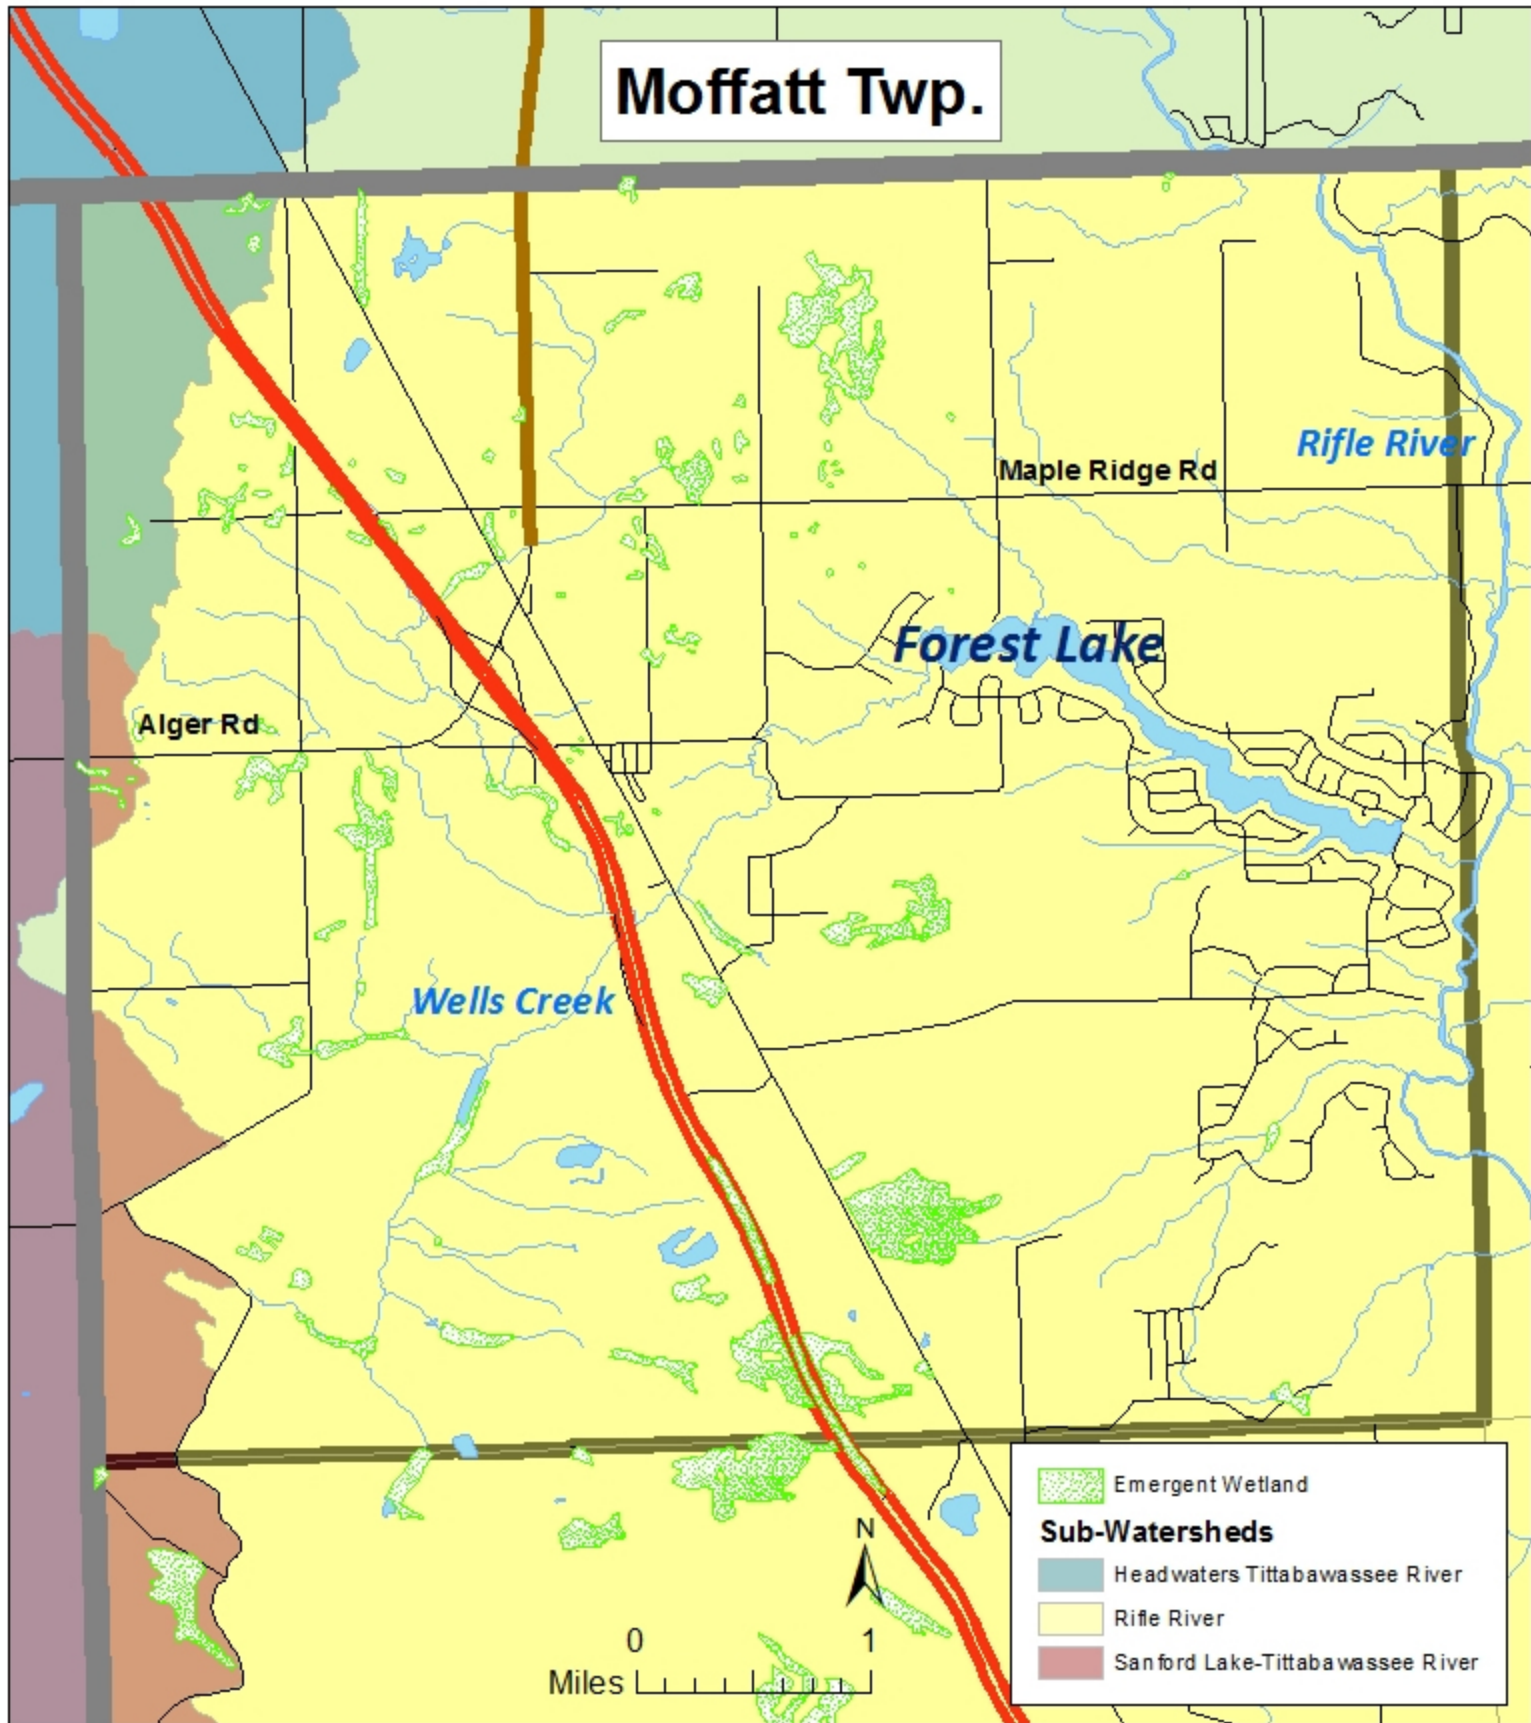 Moffatt Twp.
Rifle River
Maple Ridge Rd
Forest Lake
Alger Rd
Wells Creek
Emergent Wetland
Sub-Watersheds
Headwaters Tittabawassee River
Rifle River
Sanford Lake-Tittabawassee River
N
0 1
Miles